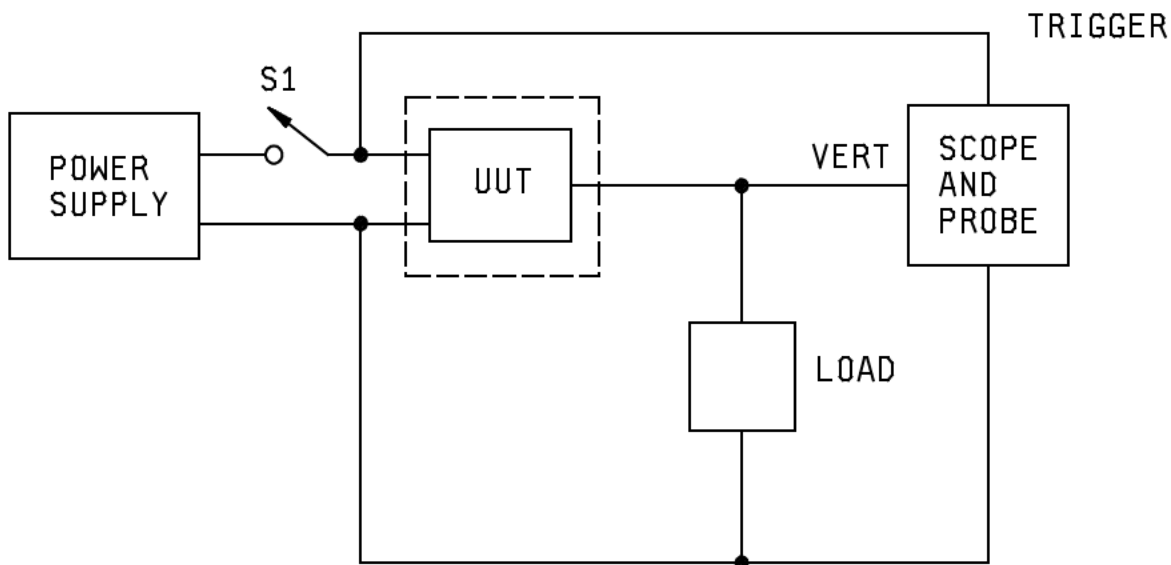 TRIGGER
S1
POWER
SUPPLY
UUT
VERT
SCOPE
AND
PROBE
LOAD